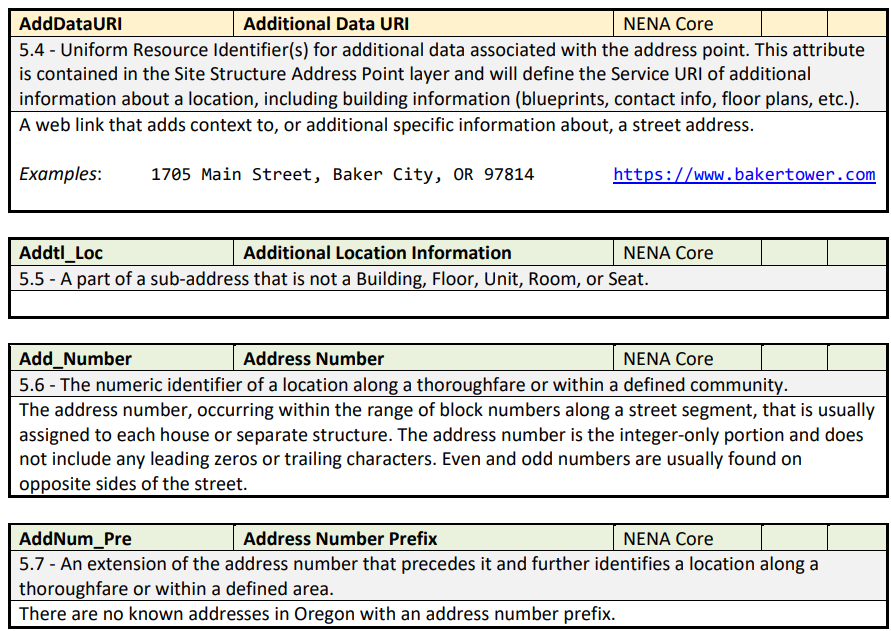 AddDataURI Additional Data URI NENA Core
5.4 - Uniform Resource Identifier(s) for additional data associated with the address point. This attribute
is contained in the Site Structure Address Point layer and will define the Service URI of additional
information about a location, including building information (blueprints, contact info, floor plans, etc.).
A web link that adds context to, or additional specific information about, a street address.
Examples: 1705 Main Street, Baker City, OR 97814 https://www.bakertower.com
Addtl_Loc Additional Location Information NENA Core
5.5 - A part of a sub-address that is not a Building, Floor, Unit, Room, or Seat.
Add_Number Address Number NENA Core
5.6 - The numeric identifier of a location along a thoroughfare or within a defined community.
The address number, occurring within the range of block numbers along a street segment, that is usually
assigned to each house or separate structure. The address number is the integer-only portion and does
not include any leading zeros or trailing characters. Even and odd numbers are usually found on
opposite sides of the street.
AddNum_Pre Address Number Prefix NENA Core
5.7 - An extension of the address number that precedes it and further identifies a location along a
thoroughfare or within a defined area.
There are no known addresses in Oregon with an address number prefix.